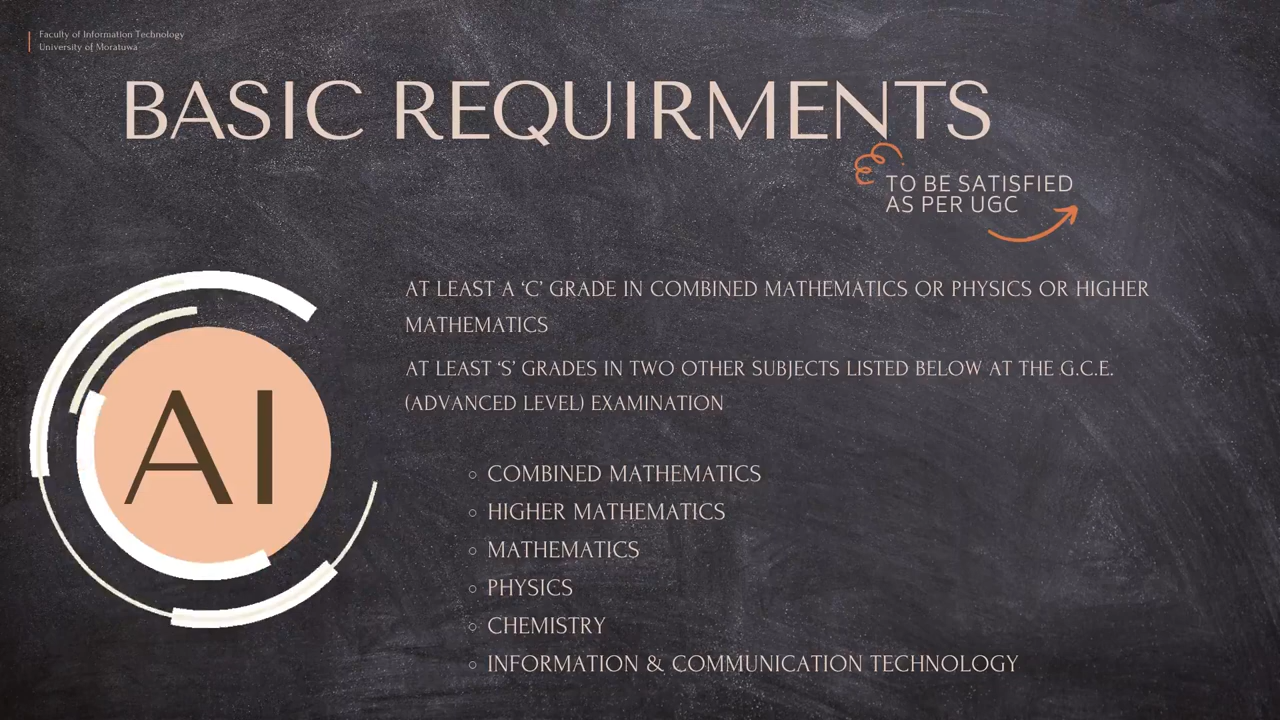 Faculty of Information Technology
University of Moratuwa
BASIC REQUIRMENTS
TO BE SATISFIED
AS PER UGC
AT LEAST A ‘C’ GRADE IN COMBINED MATHEMATICS OR PHYSICS OR HIGHER
MATHEMATICS
AT LEAST ‘S’ GRADES IN TWO OTHER SUBJECTS LISTED BELOW AT THE G.C.E.
(ADVANCED LEVEL) EXAMINATION
AI
COMBINED MATHEMATICS
HIGHER MATHEMATICS
MATHEMATICS
PHYSICS
CHEMISTRY
INFORMATION & COMMUNICATION TECHNOLOGY